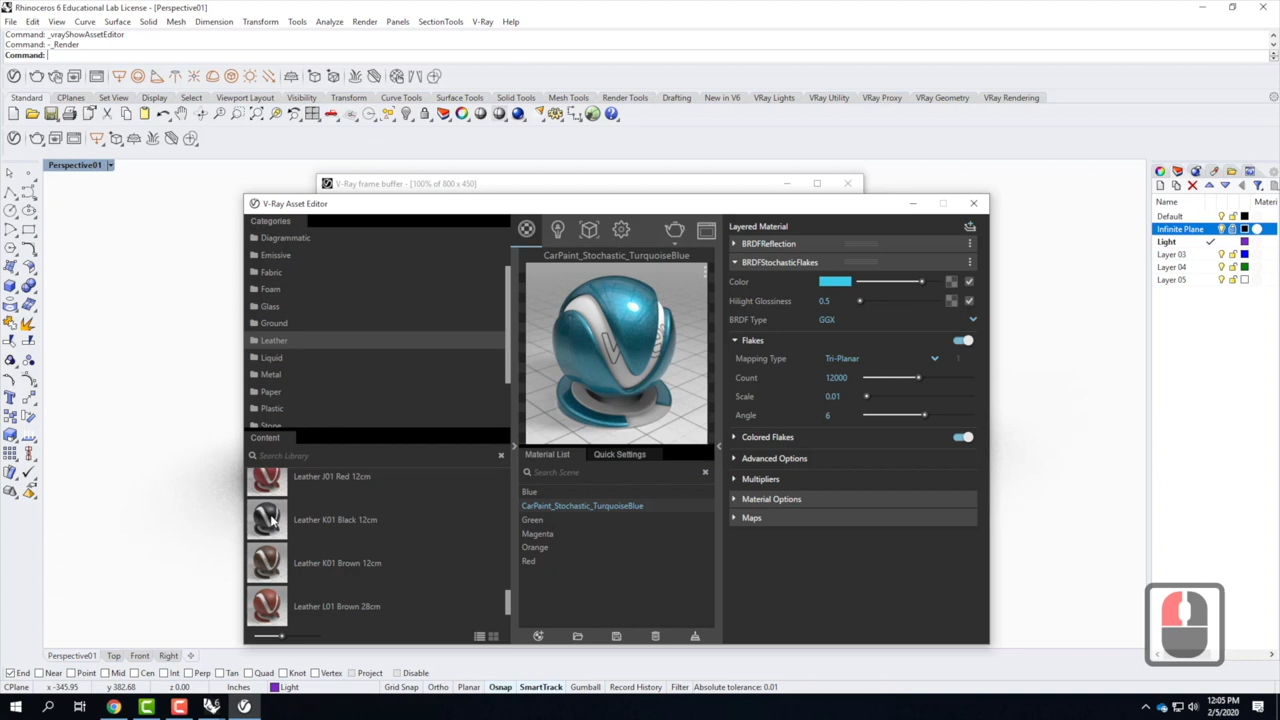 Rhinoceros 6 Educational Lab License - [Perspective01]
File Edit View Curve Surface Solid Mesh Dimension Transform Tools Analyze Render Panels SectionTools V-Ray Help
Command: _vrayShowAssetEditor
Command: -_Render
Command:
Standard CPlanes Set View Display Select Viewport Layout Visibility Transform Curve Tools Surface Tools Solid Tools Mesh Tools Render Tools Drafting New in V6 VRay Lights VRay Utility VRay Proxy VRay Geometry VRay Rendering
Perspective01
V-Ray frame buffer - [100% of 800 x 450]
V-Ray Asset Editor
Categories
Diagrammatic
Emissive
Fabric
Foam
Glass
Ground
Leather
Liquid
Metal
Paper
Plastic
Stone
Content
Search Library
Leather J01 Red 12cm
Leather K01 Black 12cm
Leather K01 Brown 12cm
Leather L01 Brown 28cm
CarPaint_Stochastic_TurquoiseBlue
Material List Quick Settings
Search Scene
Blue
CarPaint_Stochastic_TurquoiseBlue
Green
Magenta
Orange
Red
Layered Material
BRDFReflection
BRDFStochasticFlakes
Color
Hilight Glossiness 0.5
BRDF Type GGX
Flakes
Mapping Type Tri-Planar 1
Count 12000
Scale 0.01
Angle 6
Colored Flakes
Advanced Options
Multipliers
Material Options
Maps
Name Materi
Default
Infinite Plane
Light
Layer 03
Layer 04
Layer 05
Perspective01 Top Front Right
End Near Point Mid Cen Int Perp Tan Quad Knot Vertex Project Disable
CPlane x -345.95 y 382.68 z 0.00 Inches Light Grid Snap Ortho Planar Osnap SmartTrack Gumball Record History Filter Absolute tolerance: 0.01
12:05 PM
2/5/2020